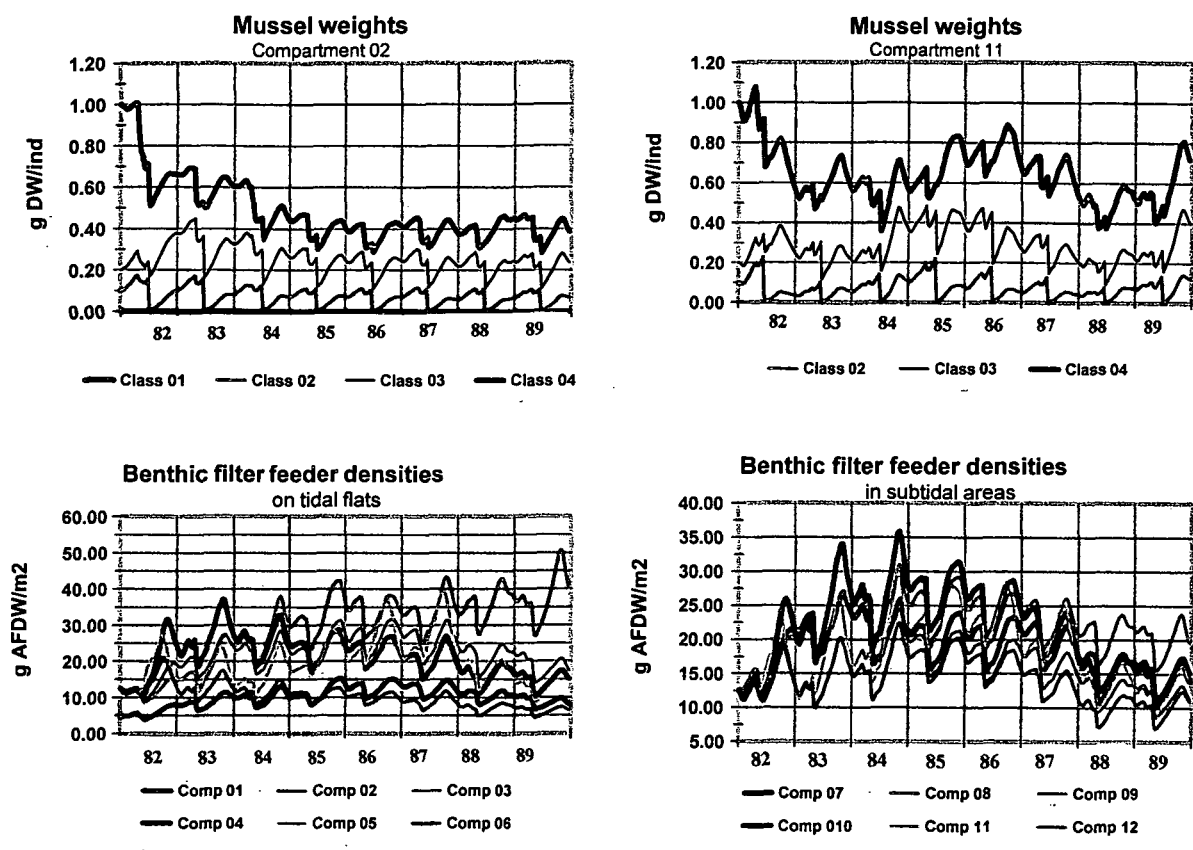 Mussel weights
Compartment 02
g DW/ind
1.20
1.00
0.80
0.60
0.40
0.20
0.00
82 83 84 85 86 87 88 89
Class 01 Class 02 Class 03 Class 04
Mussel weights
Compartment 11
g DW/ind
1.20
1.00
0.80
0.60
0.40
0.20
0.00
82 83 84 85 86 87 88 89
Class 02 Class 03 Class 04
Benthic filter feeder densities
on tidal flats
g AFDW/m2
60.00
50.00
40.00
30.00
20.00
10.00
0.00
82 83 84 85 86 87 88 89
Comp 01 Comp 02 Comp 03
Comp 04 Comp 05 Comp 06
Benthic filter feeder densities
in subtidal areas
g AFDW/m2
40.00
35.00
30.00
25.00
20.00
15.00
10.00
5.00
82 83 84 85 86 87 88 89
Comp 07 Comp 08 Comp 09
Comp 010 Comp 11 Comp 12